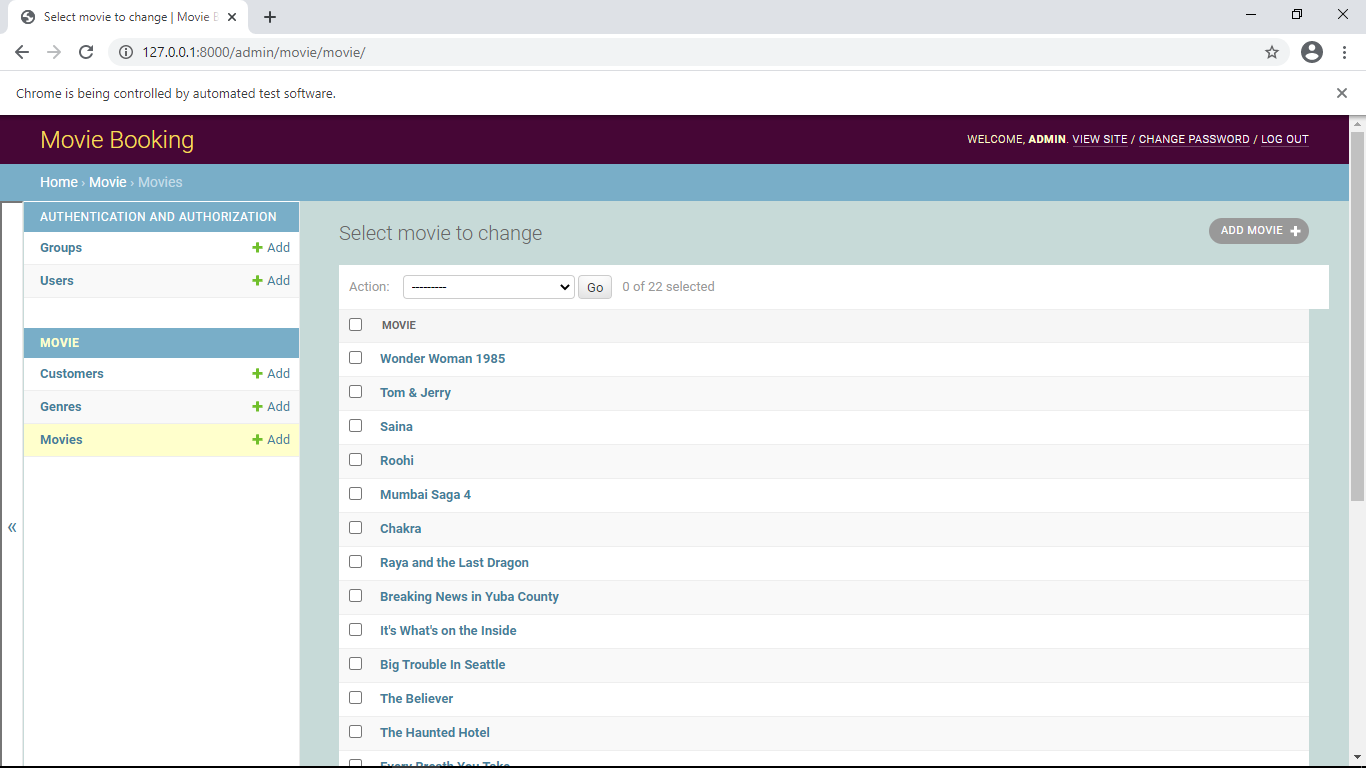 Select movie to change | Movie B
127.0.0.1:8000/admin/movie/movie/
Chrome is being controlled by automated test software.
Movie Booking
WELCOME, ADMIN. VIEW SITE / CHANGE PASSWORD / LOG OUT
Home › Movie › Movies
AUTHENTICATION AND AUTHORIZATION
Groups + Add
Users + Add
MOVIE
Customers + Add
Genres + Add
Movies + Add
«
Select movie to change
ADD MOVIE +
Action: --------- Go 0 of 22 selected
MOVIE
Wonder Woman 1985
Tom & Jerry
Saina
Roohi
Mumbai Saga 4
Chakra
Raya and the Last Dragon
Breaking News in Yuba County
It's What's on the Inside
Big Trouble In Seattle
The Believer
The Haunted Hotel
Every Breath You Take